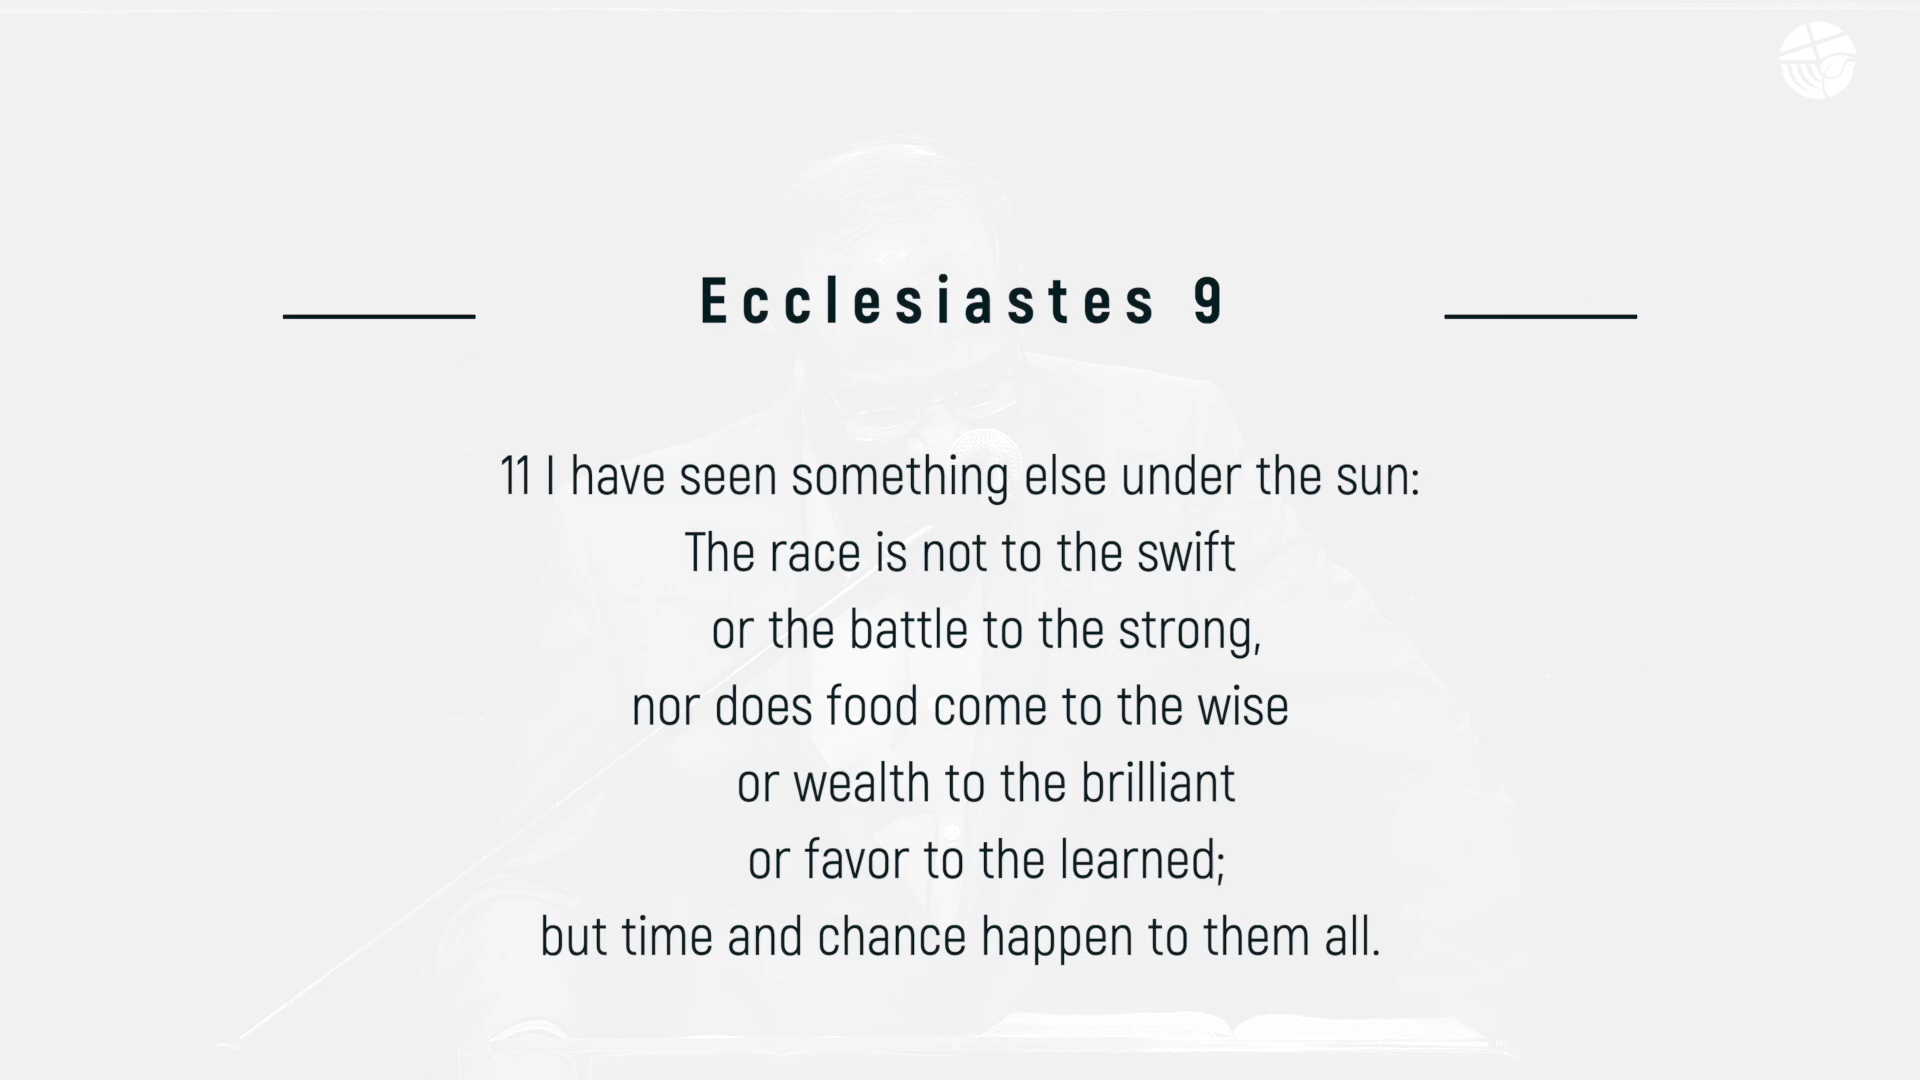 Ecclesiastes 9
11 I have seen something else under the sun:
The race is not to the swift
or the battle to the strong,
nor does food come to the wise
or wealth to the brilliant
or favor to the learned;
but time and chance happen to them all.